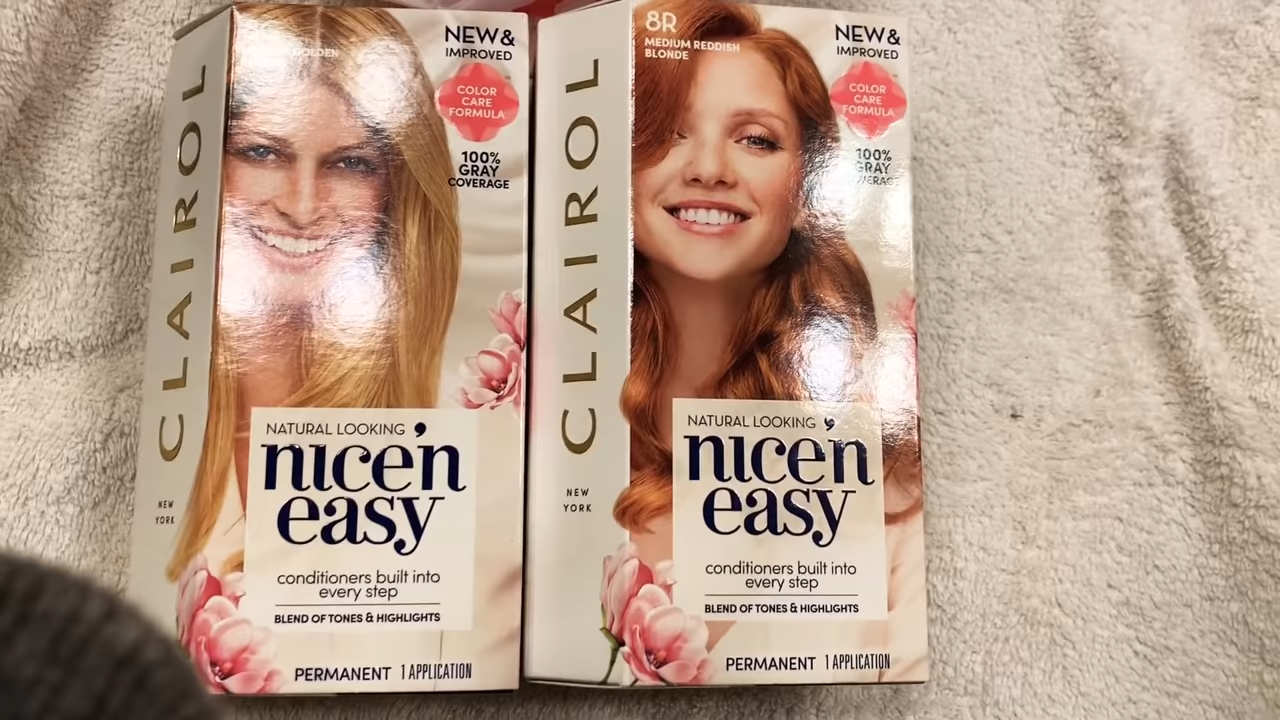 CLAIROL
NEW
YORK
GOLDEN
NEW &
IMPROVED
COLOR
CARE
FORMULA
100%
GRAY
COVERAGE
NATURAL LOOKING
nice'n
easy
conditioners built into
every step
BLEND OF TONES & HIGHLIGHTS
PERMANENT 1 APPLICATION
CLAIROL
NEW
YORK
8R
MEDIUM REDDISH
BLONDE
NEW &
IMPROVED
COLOR
CARE
FORMULA
100%
GRAY
NATURAL LOOKING
nice'n
easy
conditioners built into
every step
BLEND OF TONES & HIGHLIGHTS
PERMANENT 1 APPLICATION